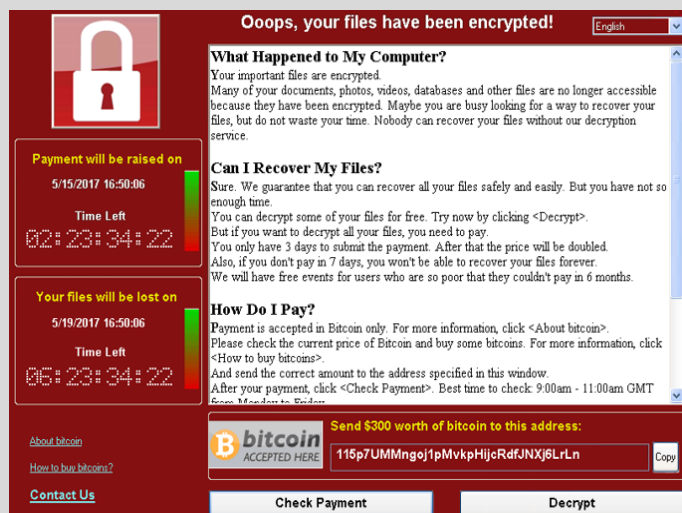 Ooops, your files have been encrypted!
English
What Happened to My Computer?
Your important files are encrypted.
Many of your documents, photos, videos, databases and other files are no longer accessible
because they have been encrypted. Maybe you are busy looking for a way to recover your
files, but do not waste your time. Nobody can recover your files without our decryption
service.
Can I Recover My Files?
Sure. We guarantee that you can recover all your files safely and easily. But you have not so
enough time.
You can decrypt some of your files for free. Try now by clicking <Decrypt>.
But if you want to decrypt all your files, you need to pay.
You only have 3 days to submit the payment. After that the price will be doubled.
Also, if you don't pay in 7 days, you won't be able to recover your files forever.
We will have free events for users who are so poor that they couldn't pay in 6 months.
How Do I Pay?
Payment is accepted in Bitcoin only. For more information, click <About bitcoin>.
Please check the current price of Bitcoin and buy some bitcoins. For more information, click
<How to buy bitcoins>.
And send the correct amount to the address specified in this window.
After your payment, click <Check Payment>. Best time to check: 9:00am - 11:00am GMT
from Monday to Friday
Payment will be raised on
5/15/2017 16:50:06
Time Left
02:23:34:22
Your files will be lost on
5/19/2017 16:50:06
Time Left
06:23:34:22
About bitcoin
How to buy bitcoins?
Contact Us
bitcoin
ACCEPTED HERE
Send $300 worth of bitcoin to this address:
115p7UMMngoj1pMvkpHijcRdfJNXj6LrLn
Copy
Check Payment
Decrypt